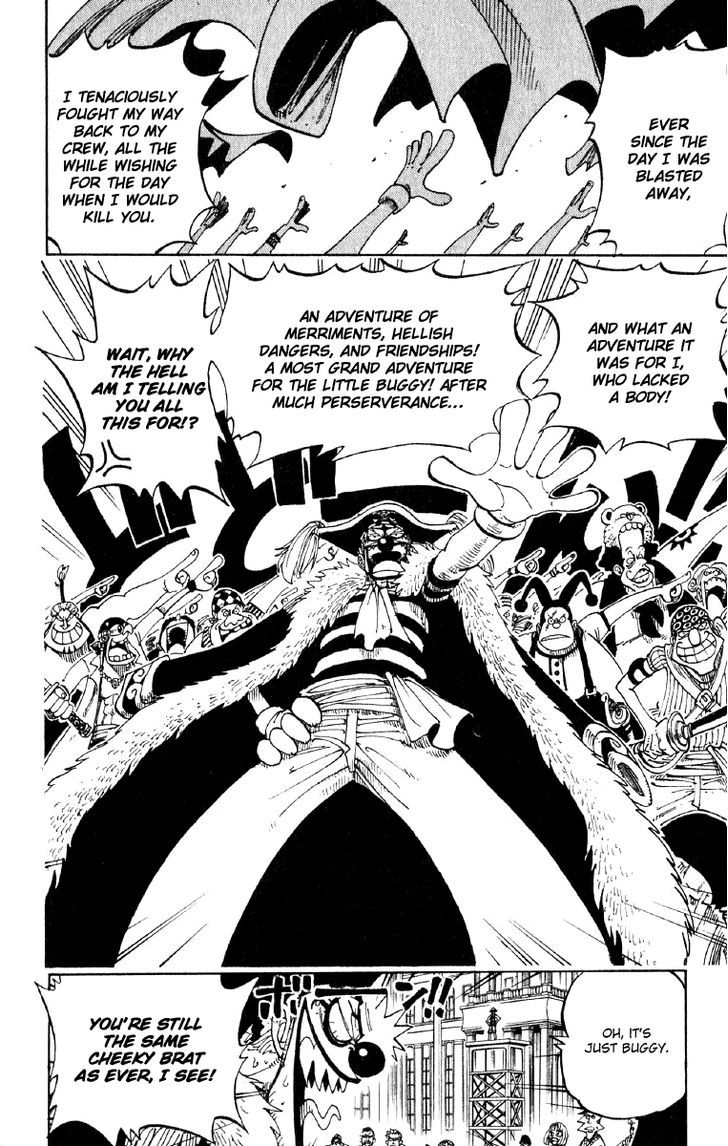 EVER
SINCE THE
DAY I WAS
BLASTED
AWAY,
I TENACIOUSLY
FOUGHT MY WAY
BACK TO MY
CREW, ALL THE
WHILE WISHING
FOR THE DAY
WHEN I WOULD
KILL YOU.
AND WHAT AN
ADVENTURE IT
WAS FOR I,
WHO LACKED
A BODY!
AN ADVENTURE OF
MERRIMENTS, HELLISH
DANGERS, AND FRIENDSHIPS!
A MOST GRAND ADVENTURE
FOR THE LITTLE BUGGY! AFTER
MUCH PERSERVERANCE...
WAIT, WHY
THE HELL
AM I TELLING
YOU ALL
THIS FOR!?
OH, IT'S
JUST BUGGY.
ボーーン!!
YOU'RE STILL
THE SAME
CHEEKY BRAT
AS EVER, I SEE!